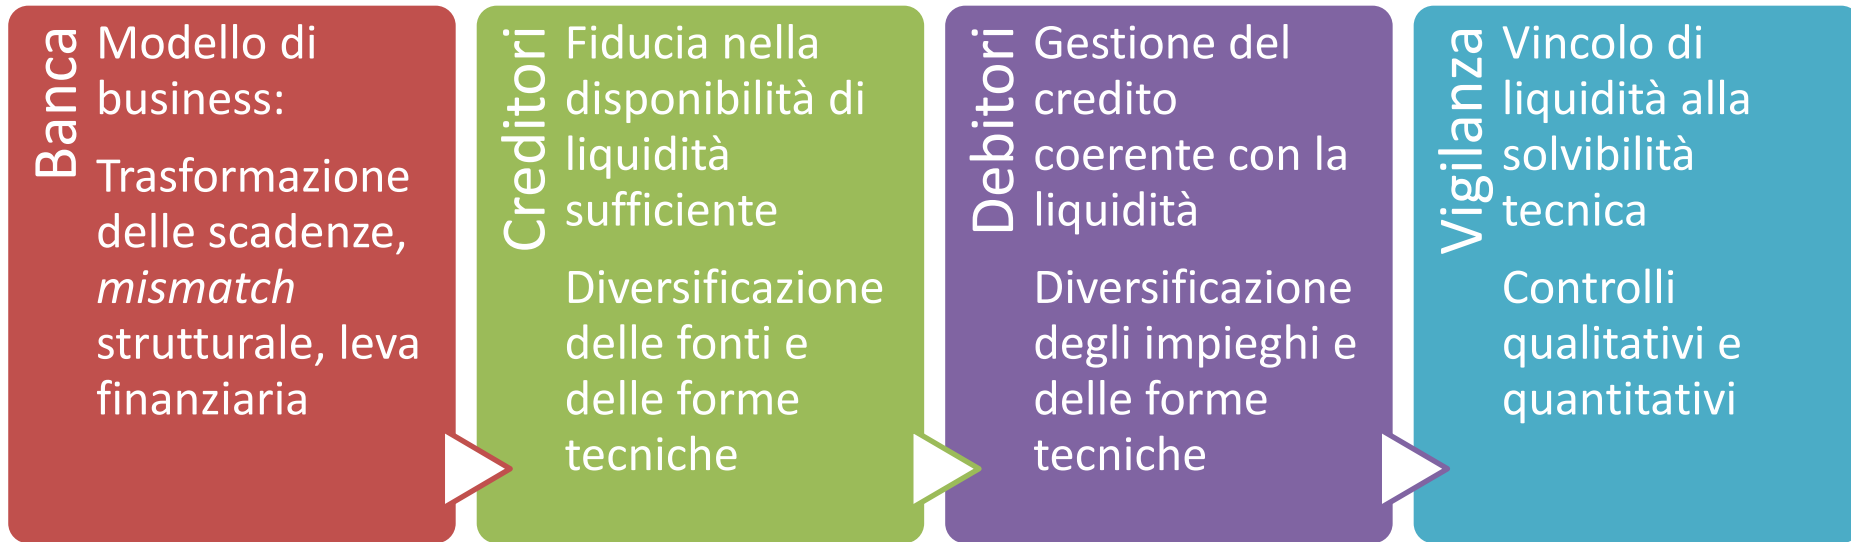 Banca
Modello di
business:
Trasformazione
delle scadenze,
mismatch
strutturale, leva
finanziaria
Creditori
Fiducia nella
disponibilità di
liquidità
sufficiente
Diversificazione
delle fonti e
delle forme
tecniche
Debitori
Gestione del
credito
coerente con la
liquidità
Diversificazione
degli impieghi e
delle forme
tecniche
Vigilanza
Vincolo di
liquidità alla
solvibilità
tecnica
Controlli
qualitativi e
quantitativi